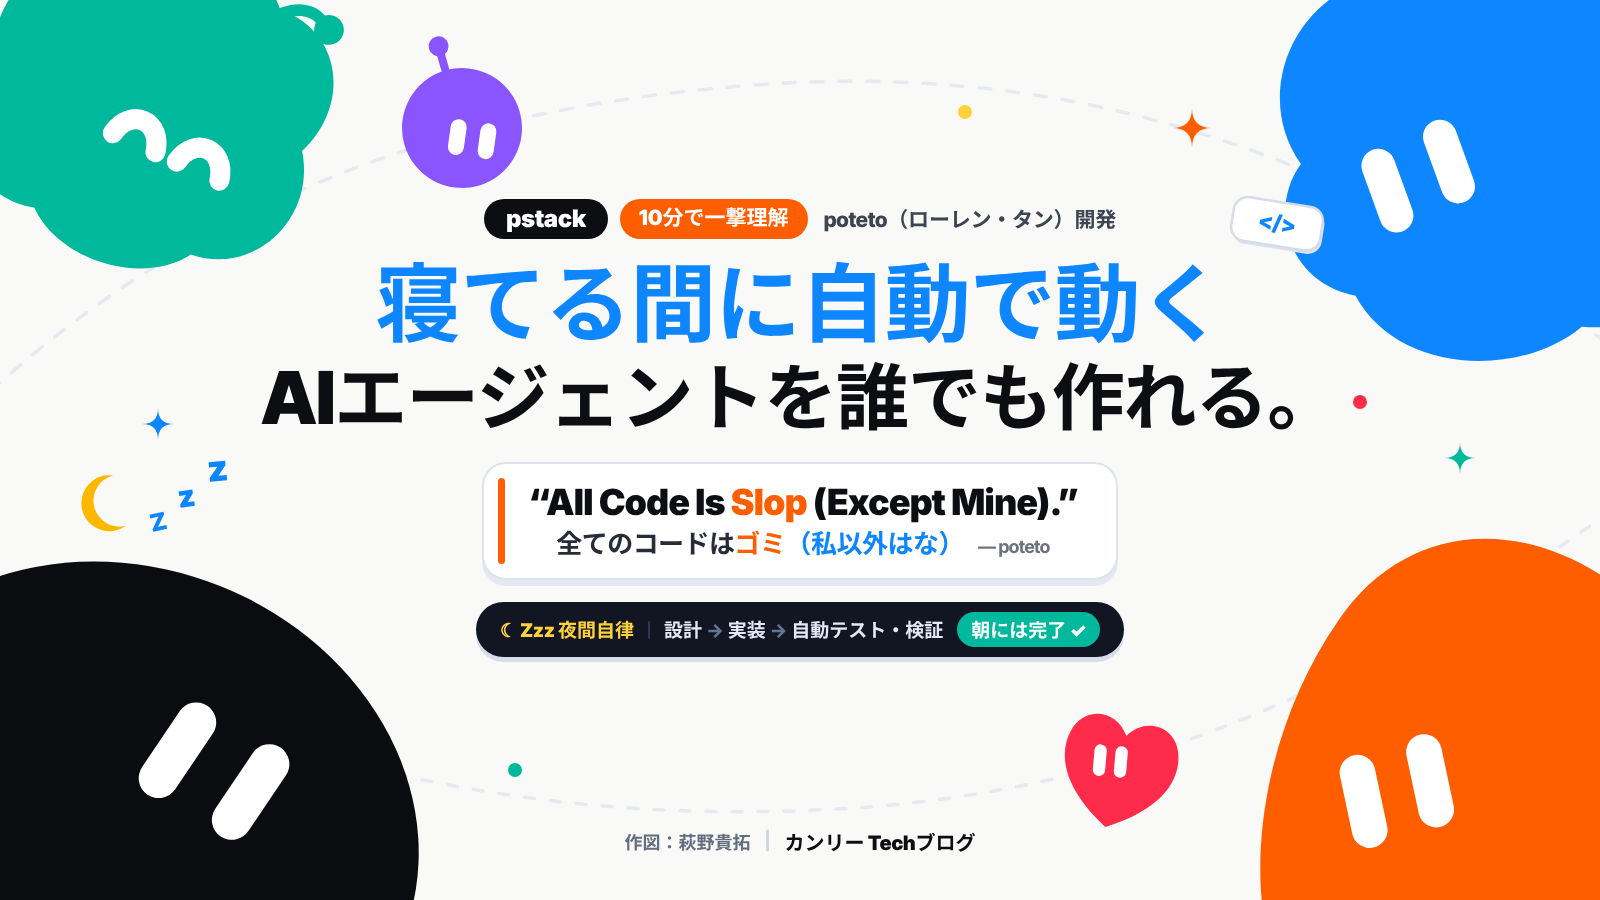 pstack 10分で一撃理解 poteto（ローレン・タン）開発
</>
寝てる間に自動で動く
AIエージェントを誰でも作れる。
z z z
“All Code Is Slop (Except Mine).”
全てのコードはゴミ（私以外はな） — poteto
☾ Zzz 夜間自律 | 設計 → 実装 → 自動テスト・検証 朝には完了 ✓
作図：萩野貴拓 | カンリー Techブログ